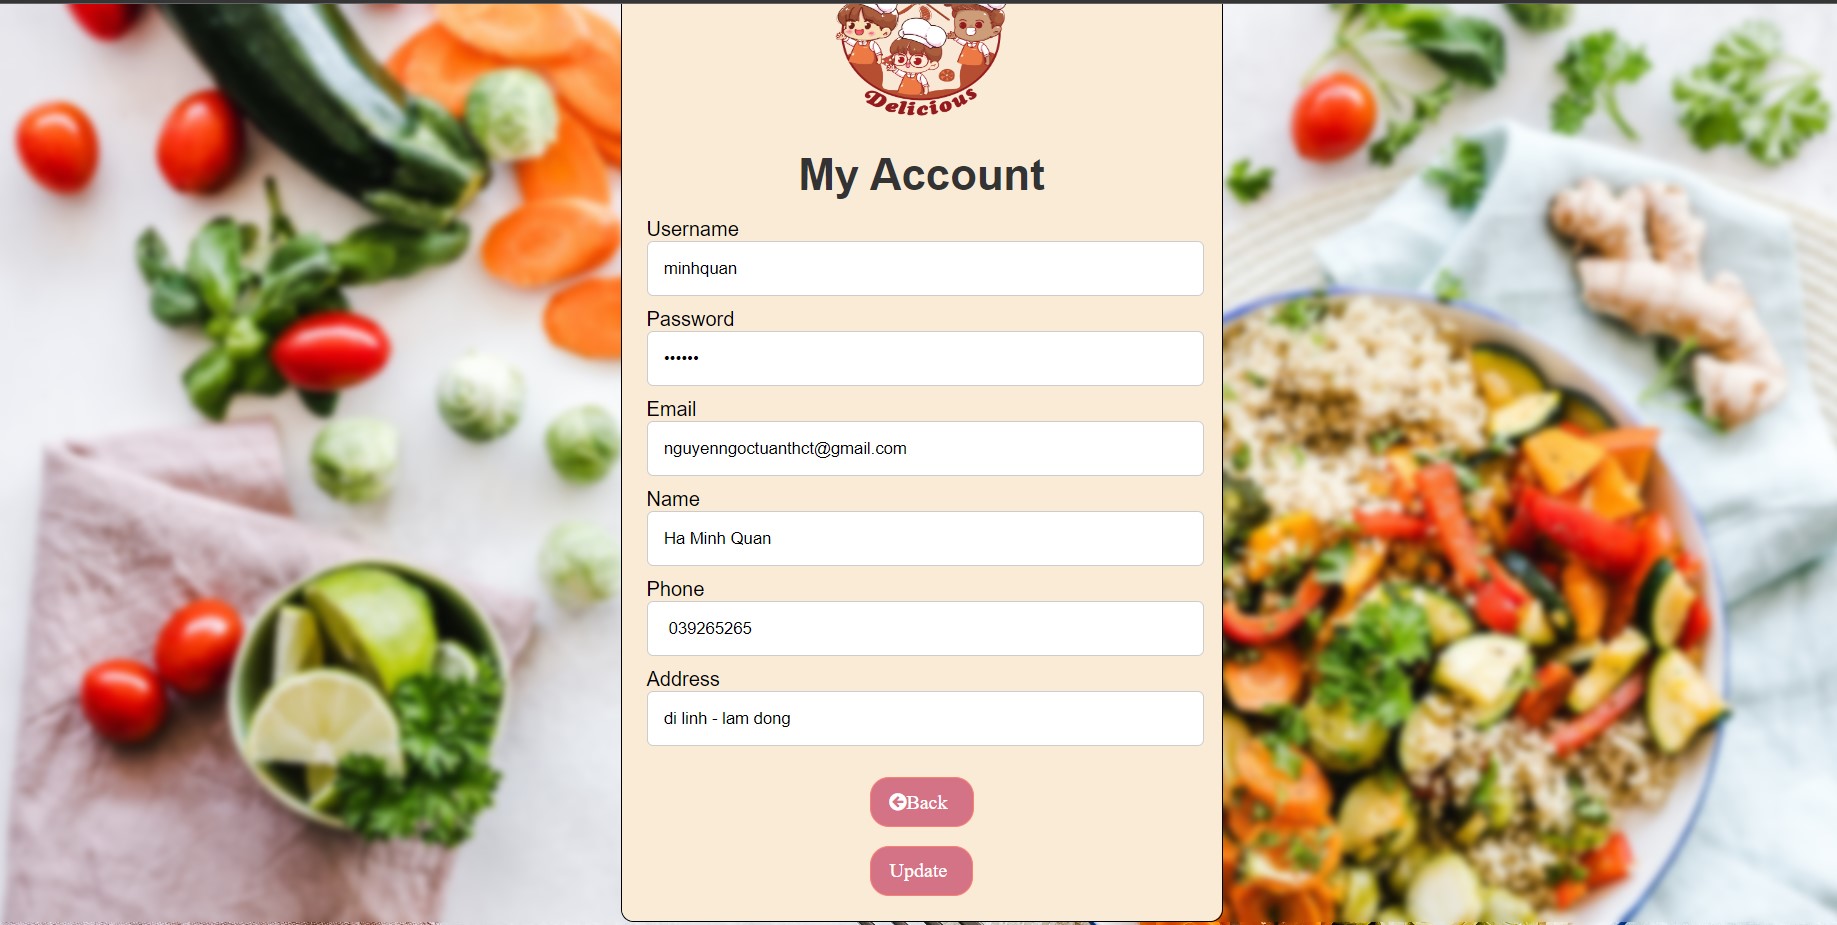 Delicious
My Account
Username
minhquan
Password
••••••
Email
nguyenngoctuanthct@gmail.com
Name
Ha Minh Quan
Phone
039265265
Address
di linh - lam dong
Back
Update